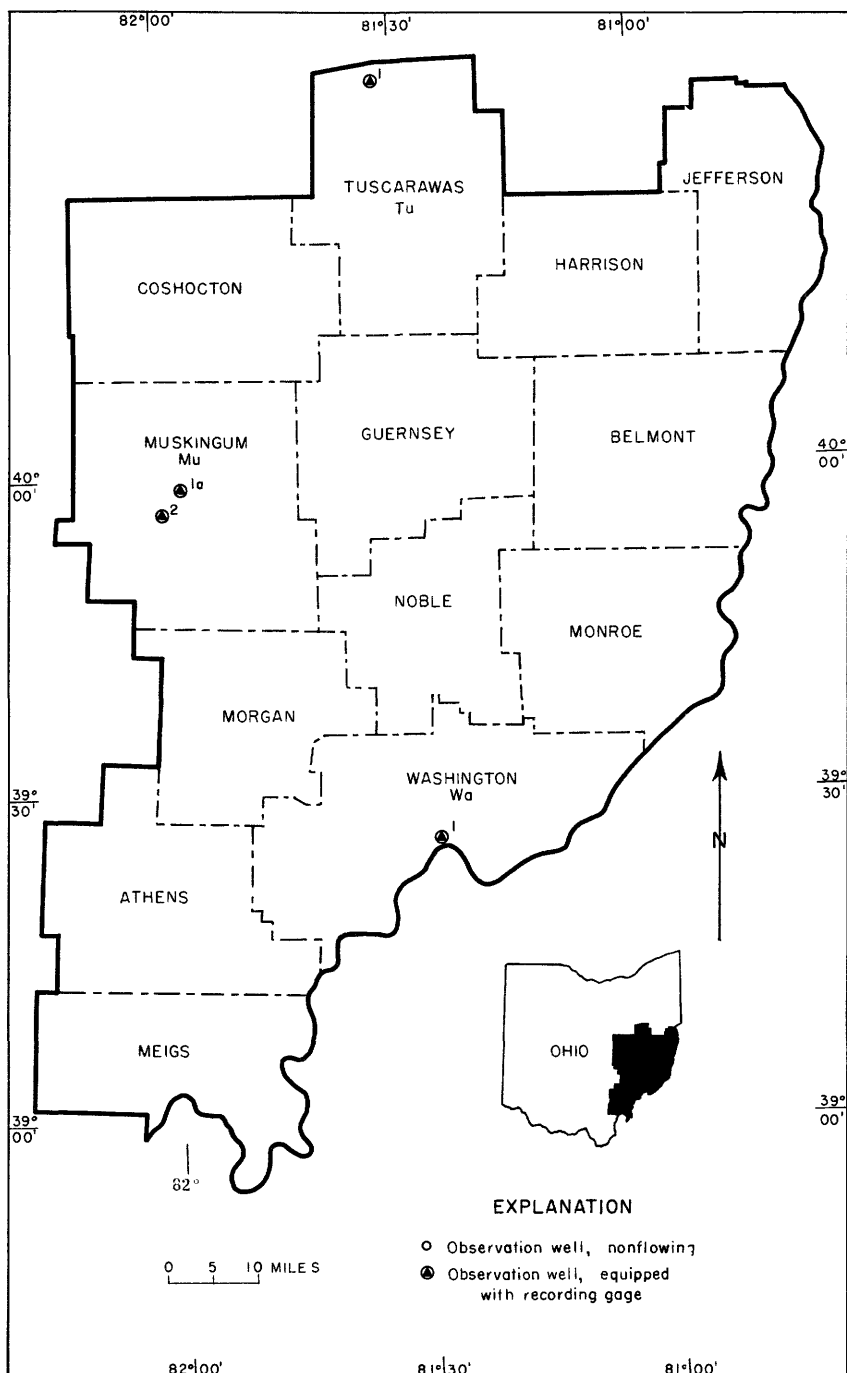 82°00'
81°30'
81°00'
1
TUSCARAWAS
Tu
JEFFERSON
HARRISON
COSHOCTON
GUERNSEY
BELMONT
MUSKINGUM
Mu
1a
2
40°
00'
40°
00'
NOBLE
MONROE
MORGAN
WASHINGTON
Wa
1
39°
30'
39°
30'
N
ATHENS
MEIGS
OHIO
39°
00'
39°
00'
82°
EXPLANATION
Observation well, nonflowing
Observation well, equipped
with recording gage
0 5 10 MILES
82°00'
81°30'
81°00'